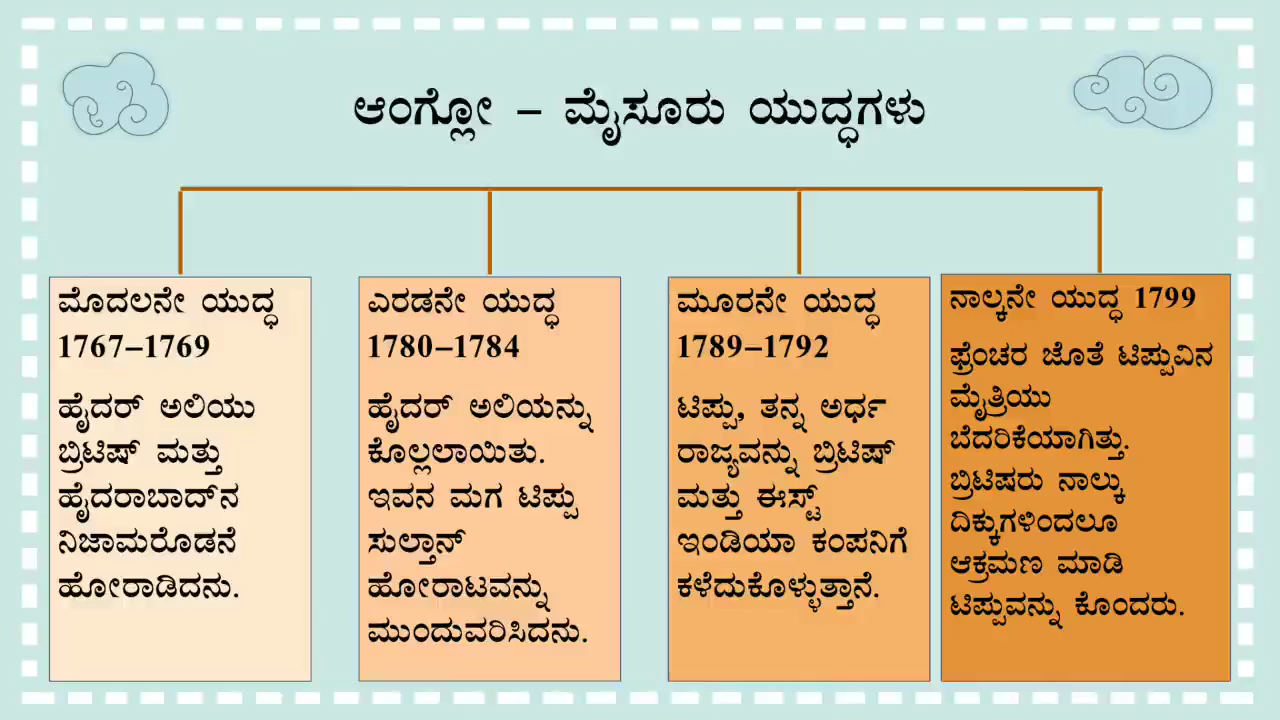 ಆಂಗ್ಲೋ – ಮೈಸೂರು ಯುದ್ಧಗಳು
ಮೊದಲನೇ ಯುದ್ಧ
1767–1769
ಹೈದರ್ ಅಲಿಯು
ಬ್ರಿಟಿಷ್ ಮತ್ತು
ಹೈದರಾಬಾದ್‌ನ
ನಿಜಾಮರೊಡನೆ
ಹೋರಾಡಿದನು.
ಎರಡನೇ ಯುದ್ಧ
1780–1784
ಹೈದರ್ ಅಲಿಯನ್ನು
ಕೊಲ್ಲಲಾಯಿತು.
ಇವನ ಮಗ ಟಿಪ್ಪು
ಸುಲ್ತಾನ್
ಹೋರಾಟವನ್ನು
ಮುಂದುವರಿಸಿದನು.
ಮೂರನೇ ಯುದ್ಧ
1789–1792
ಟಿಪ್ಪು, ತನ್ನ ಅರ್ಧ
ರಾಜ್ಯವನ್ನು ಬ್ರಿಟಿಷ್
ಮತ್ತು ಈಸ್ಟ್
ಇಂಡಿಯಾ ಕಂಪನಿಗೆ
ಕಳೆದುಕೊಳ್ಳುತ್ತಾನೆ.
ನಾಲ್ಕನೇ ಯುದ್ಧ 1799
ಫ್ರೆಂಚರ ಜೊತೆ ಟಿಪ್ಪುವಿನ
ಮೈತ್ರಿಯು
ಬೆದರಿಕೆಯಾಗಿತ್ತು.
ಬ್ರಿಟಿಷರು ನಾಲ್ಕು
ದಿಕ್ಕುಗಳಿಂದಲೂ
ಆಕ್ರಮಣ ಮಾಡಿ
ಟಿಪ್ಪುವನ್ನು ಕೊಂದರು.